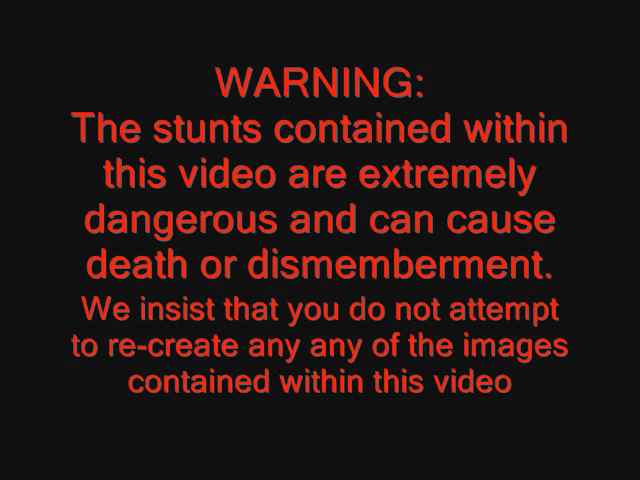 WARNING:
The stunts contained within
this video are extremely
dangerous and can cause
death or dismemberment.
We insist that you do not attempt
to re-create any any of the images
contained within this video